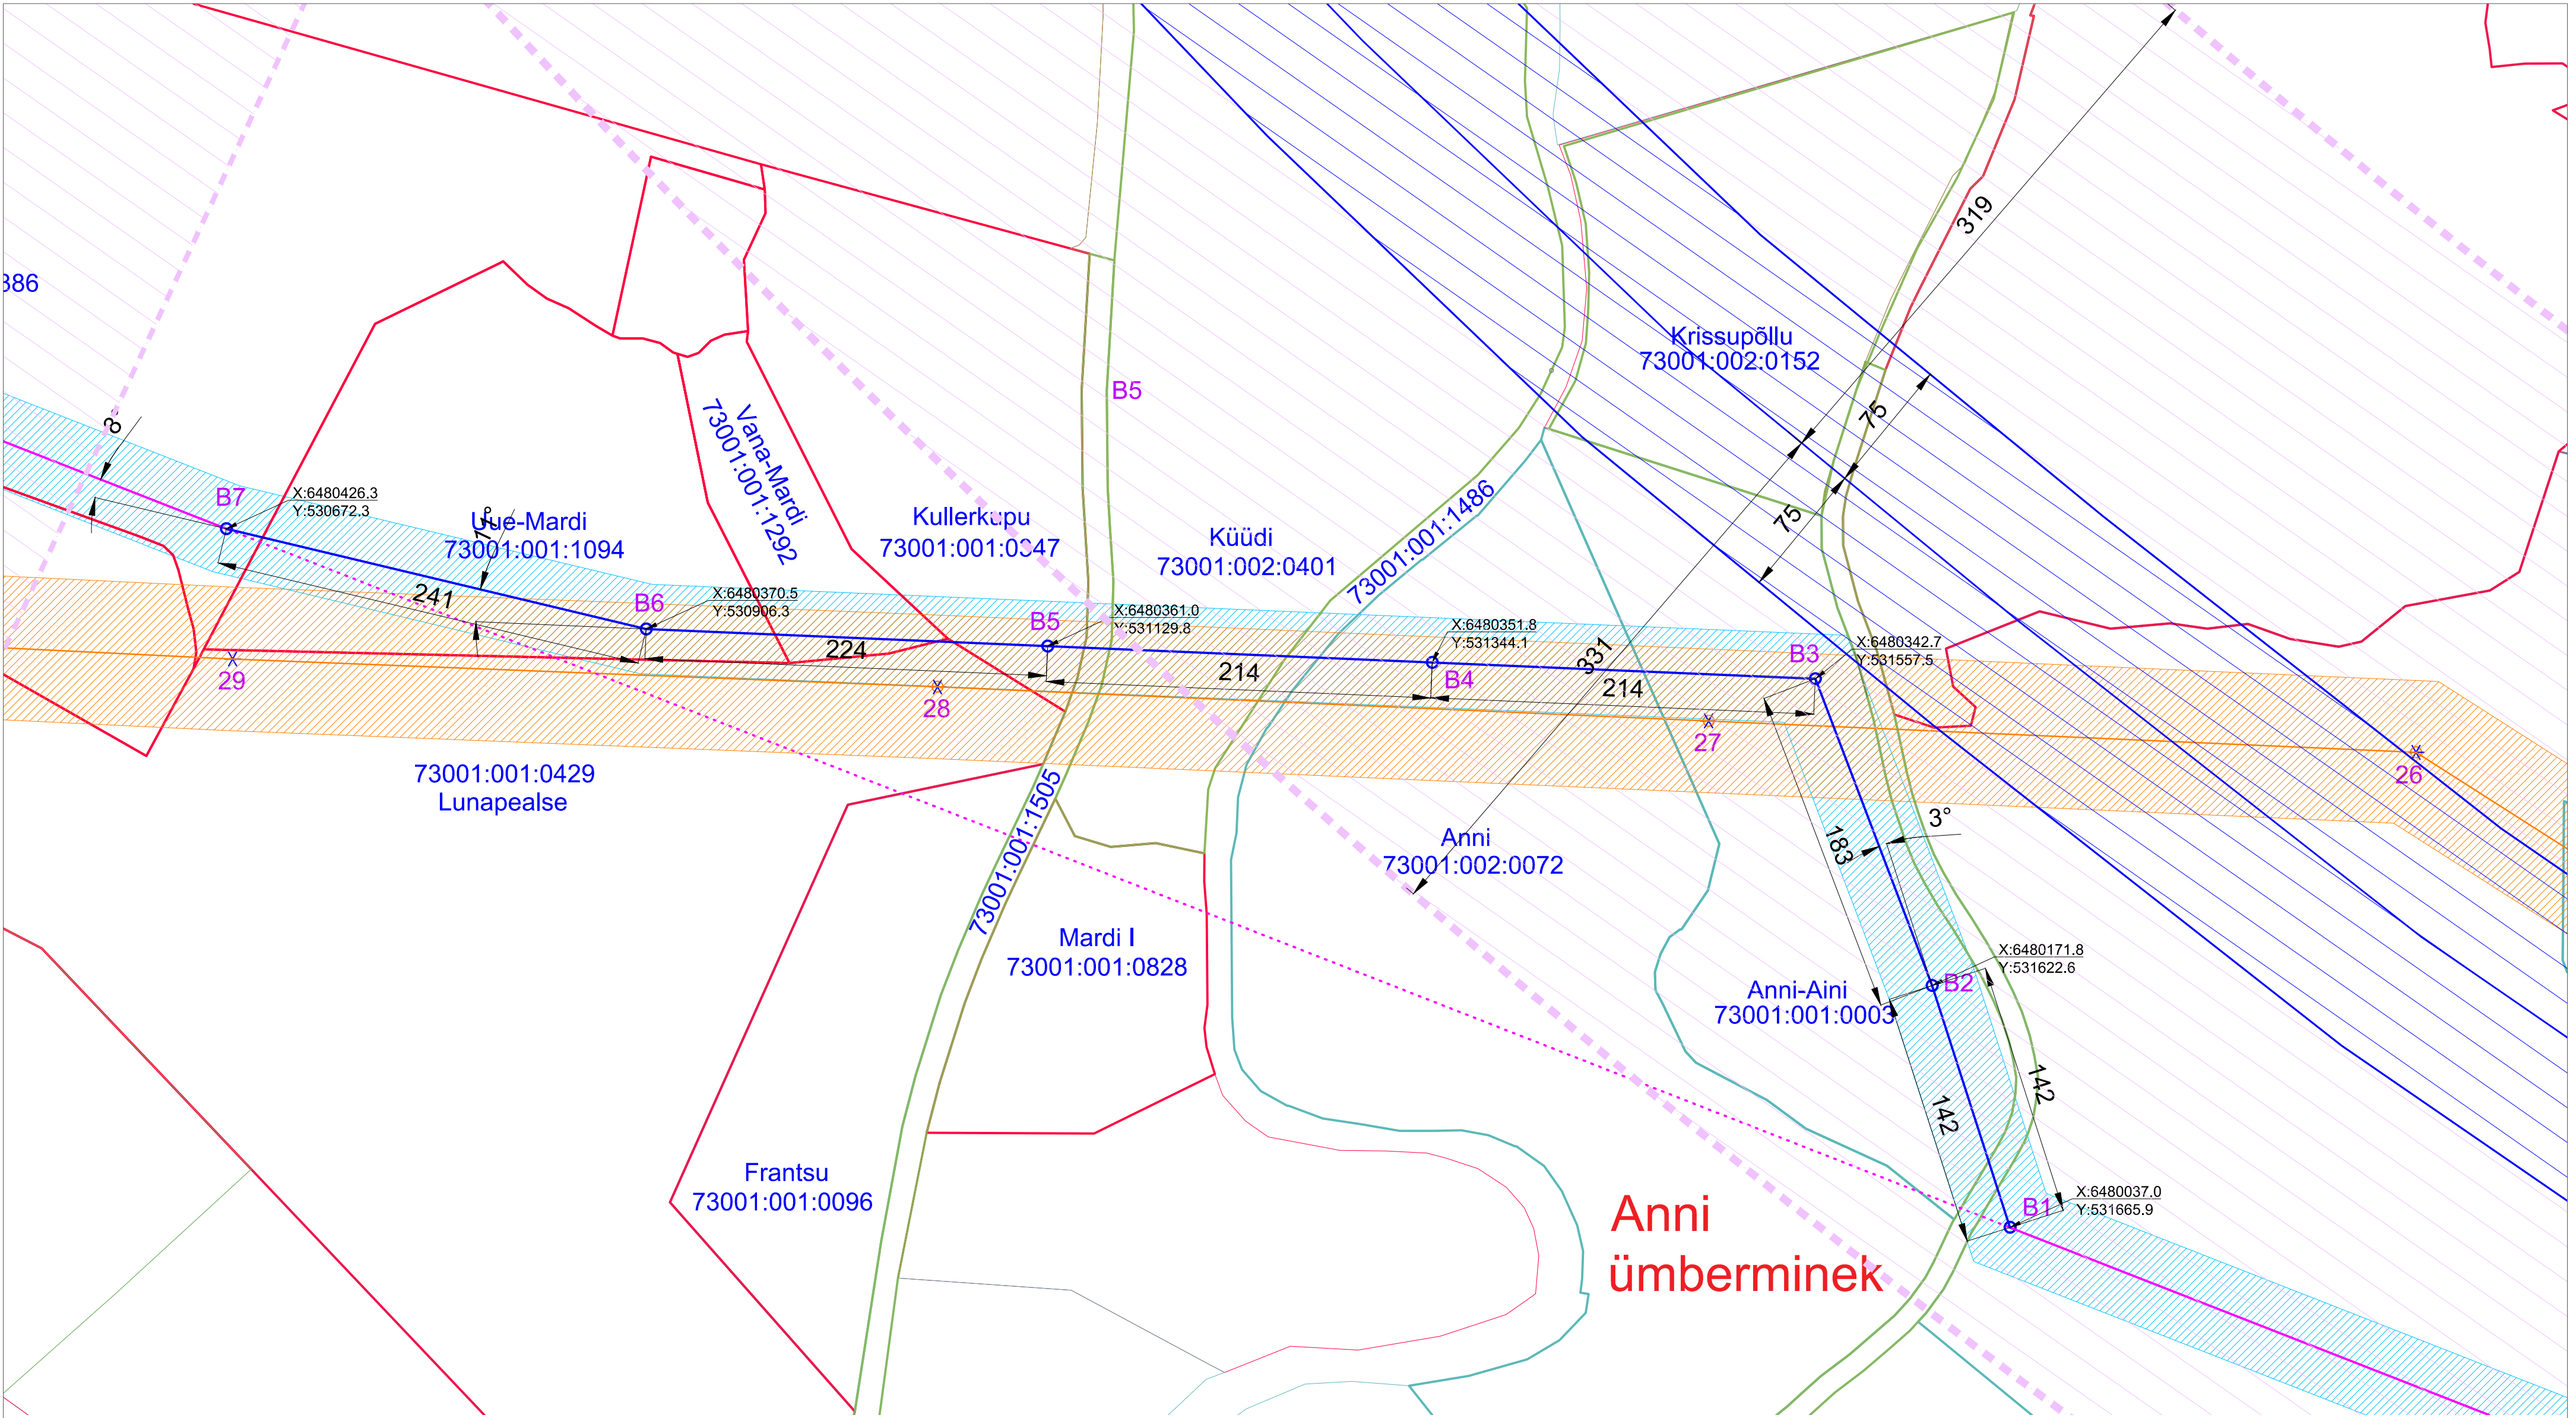 319
386
Krissupõllu
73001:002:0152
B5
75
8°
B7
X:6480426.3
Y:530672.3
Uue-Mardi
73001:001:1094
Vana-Mardi
73001:001:1292
Kullerkupu
73001:001:0347
Küüdi
73001:002:0401
73001:001:1486
75
241
B6
X:6480370.5
Y:530906.3
B5
X:6480361.0
Y:531129.8
X:6480351.8
Y:531344.1
B4
B3
X:6480342.7
Y:531557.5
224
214
331
214
29
28
27
26
73001:001:0429
Lunapealse
73001:001:1505
Anni
73001:002:0072
183
3°
Mardi I
73001:001:0828
X:6480171.8
Y:531622.6
B2
Anni-Aini
73001:001:0003
142
142
Frantsu
73001:001:0096
B1
X:6480037.0
Y:531665.9
Anni
ümberminek